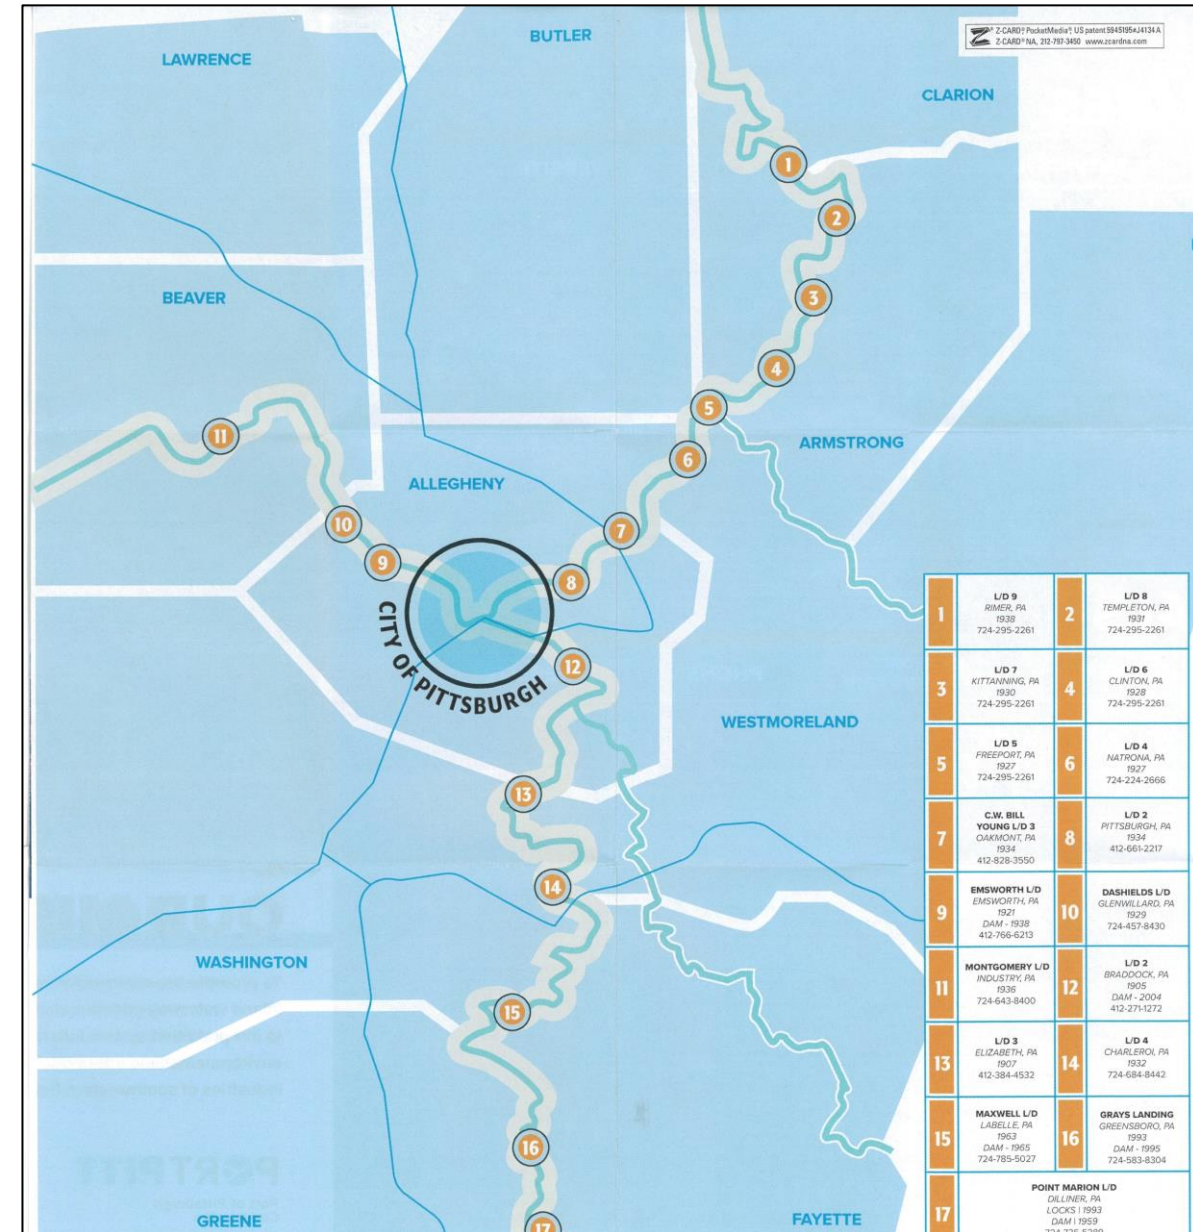 Z-CARD® PocketMedia®, US patent 5945195#J4134A
Z-CARD® NA, 212-797-3450 www.zcardna.com
LAWRENCE
BUTLER
CLARION
1
2
BEAVER
3
4
5
11
ARMSTRONG
6
ALLEGHENY
10
7
9
8
CITY OF PITTSBURGH
12
WESTMORELAND
13
14
WASHINGTON
15
16
GREENE
17
FAYETTE
1
L/D 9
RIMER, PA
1938
724-295-2261
2
L/D 8
TEMPLETON, PA
1931
724-295-2261
3
L/D 7
KITTANNING, PA
1930
724-295-2261
4
L/D 6
CLINTON, PA
1928
724-295-2261
5
L/D 5
FREEPORT, PA
1927
724-295-2261
6
L/D 4
NATRONA, PA
1927
724-224-2666
7
C.W. BILL
YOUNG L/D 3
OAKMONT, PA
1934
412-828-3550
8
L/D 2
PITTSBURGH, PA
1934
412-661-2217
9
EMSWORTH L/D
EMSWORTH, PA
1921
DAM - 1938
412-766-6213
10
DASHIELDS L/D
GLENWILLARD, PA
1929
724-457-8430
11
MONTGOMERY L/D
INDUSTRY, PA
1936
724-643-8400
12
L/D 2
BRADDOCK, PA
1905
DAM - 2004
412-271-1272
13
L/D 3
ELIZABETH, PA
1907
412-384-4532
14
L/D 4
CHARLEROI, PA
1932
724-684-8442
15
MAXWELL L/D
LABELLE, PA
1963
DAM - 1965
724-785-5027
16
GRAYS LANDING
GREENSBORO, PA
1993
DAM - 1995
724-583-8304
17
POINT MARION L/D
DILLINER, PA
LOCKS | 1993
DAM | 1959